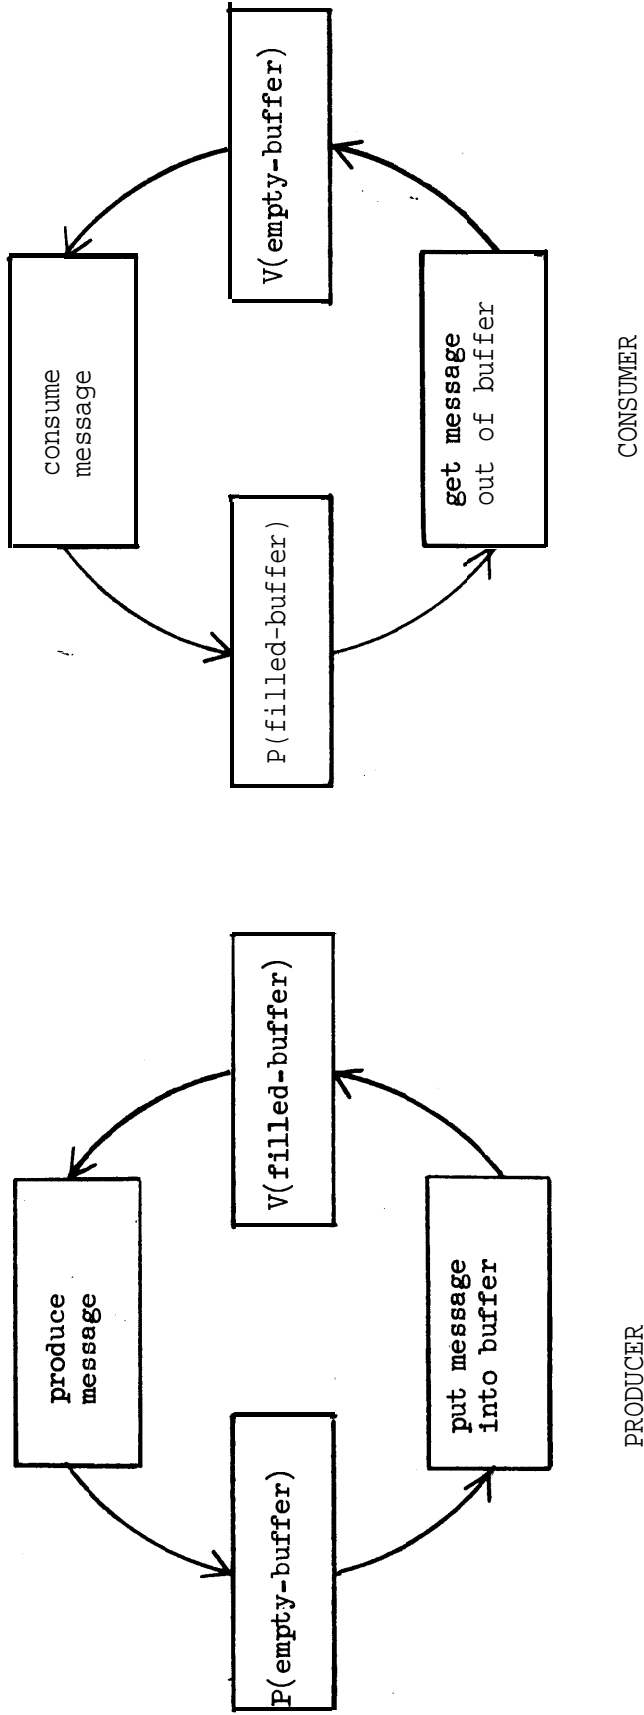 produce
message
P(empty-buffer)
V(filled-buffer)
put message
into buffer
PRODUCER
consume
message
P(filled-buffer)
V(empty-buffer)
get message
out of buffer
CONSUMER